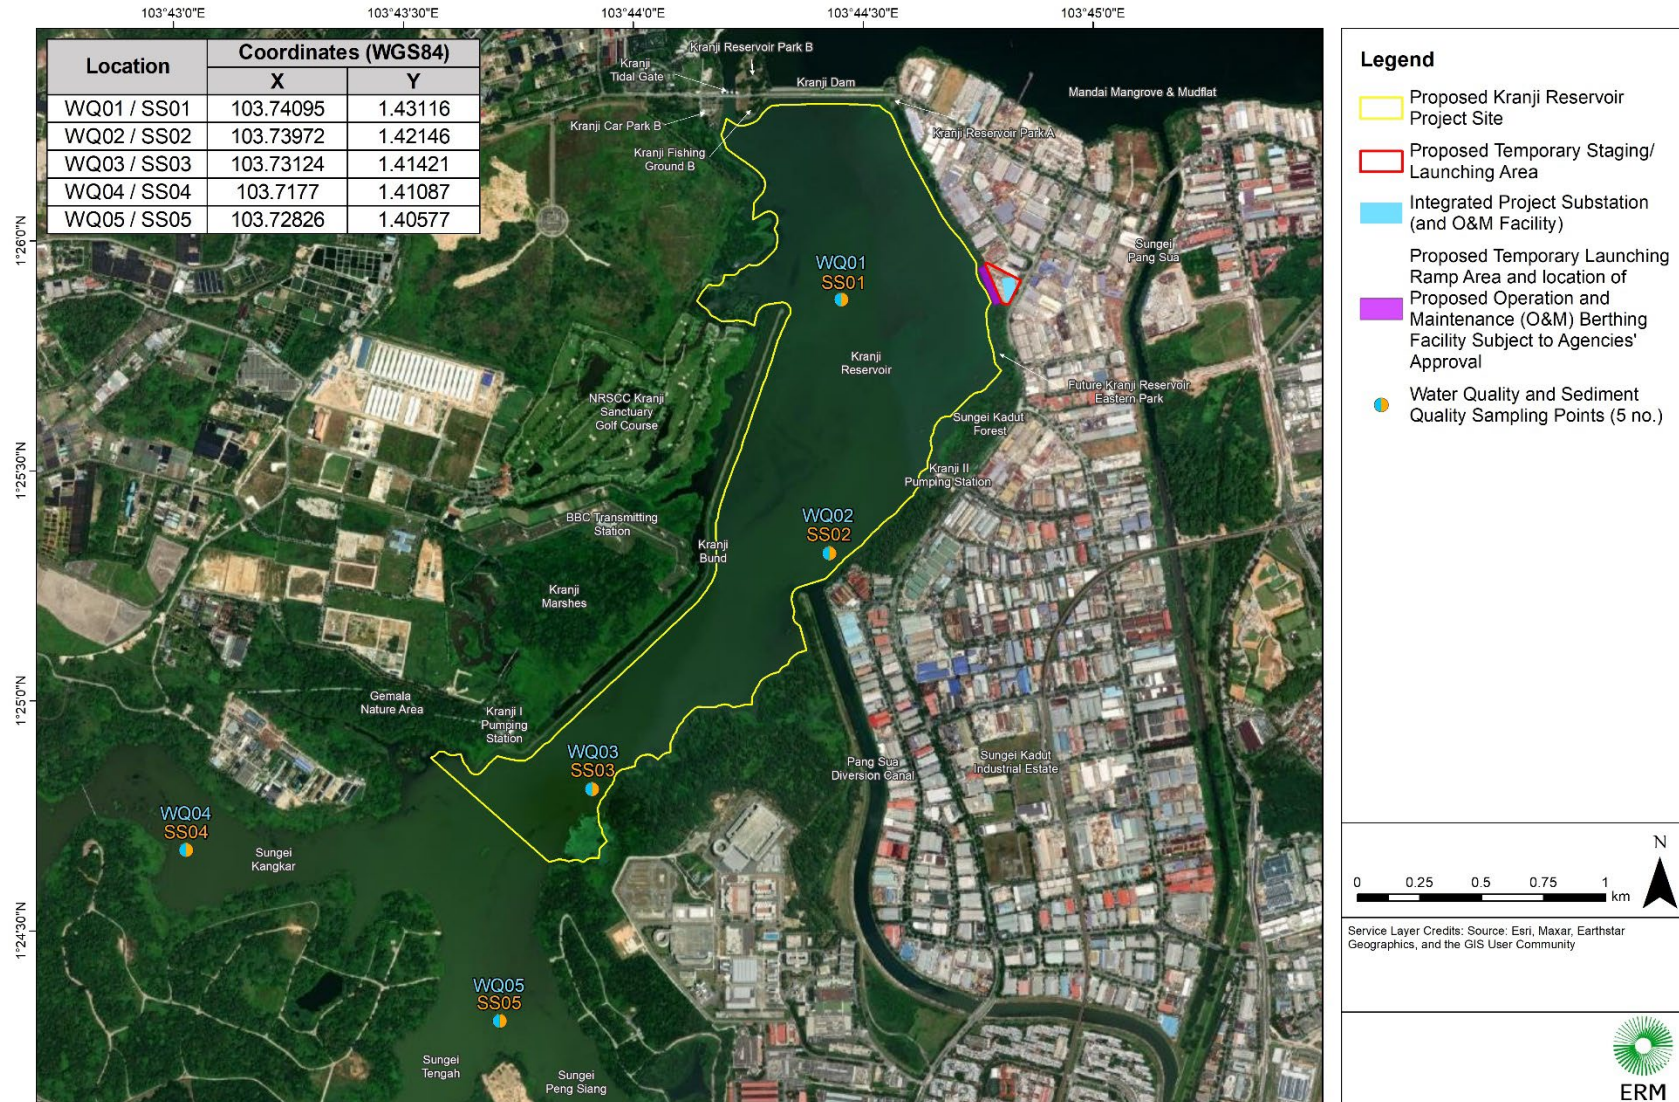 103°43'0"E
103°43'30"E
103°44'0"E
103°44'30"E
103°45'0"E
Location
Coordinates (WGS84)
X
Y
WQ01 / SS01 103.74095 1.43116
WQ02 / SS02 103.73972 1.42146
WQ03 / SS03 103.73124 1.41421
WQ04 / SS04 103.7177 1.41087
WQ05 / SS05 103.72826 1.40577
1°26'0"N
1°25'30"N
1°25'0"N
1°24'30"N
Kranji Reservoir Park B
Kranji
Tidal Gate
Kranji Dam
Mandai Mangrove & Mudflat
Kranji Car Park B
Kranji Reservoir Park A
Kranji Fishing
Ground B
Sungei
Pang Sua
WQ01
SS01
Kranji
Reservoir
Future Kranji Reservoir
Eastern Park
NRSCC Kranji
Sanctuary
Golf Course
Sungei Kadut
Forest
Kranji II
Pumping Station
BBC Transmitting
Station
WQ02
SS02
Kranji
Bund
Kranji
Marshes
Gemala
Nature Area
Kranji I
Pumping
Station
WQ03
SS03
Pang Sua
Diversion Canal
Sungei Kadut
Industrial Estate
WQ04
SS04
Sungei
Kangkar
WQ05
SS05
Sungei
Tengah
Sungei
Peng Siang
Legend
Proposed Kranji Reservoir
Project Site
Proposed Temporary Staging/
Launching Area
Integrated Project Substation
(and O&M Facility)
Proposed Temporary Launching
Ramp Area and location of
Proposed Operation and
Maintenance (O&M) Berthing
Facility Subject to Agencies'
Approval
Water Quality and Sediment
Quality Sampling Points (5 no.)
N
0 0.25 0.5 0.75 1
km
Service Layer Credits: Source: Esri, Maxar, Earthstar
Geographics, and the GIS User Community
ERM